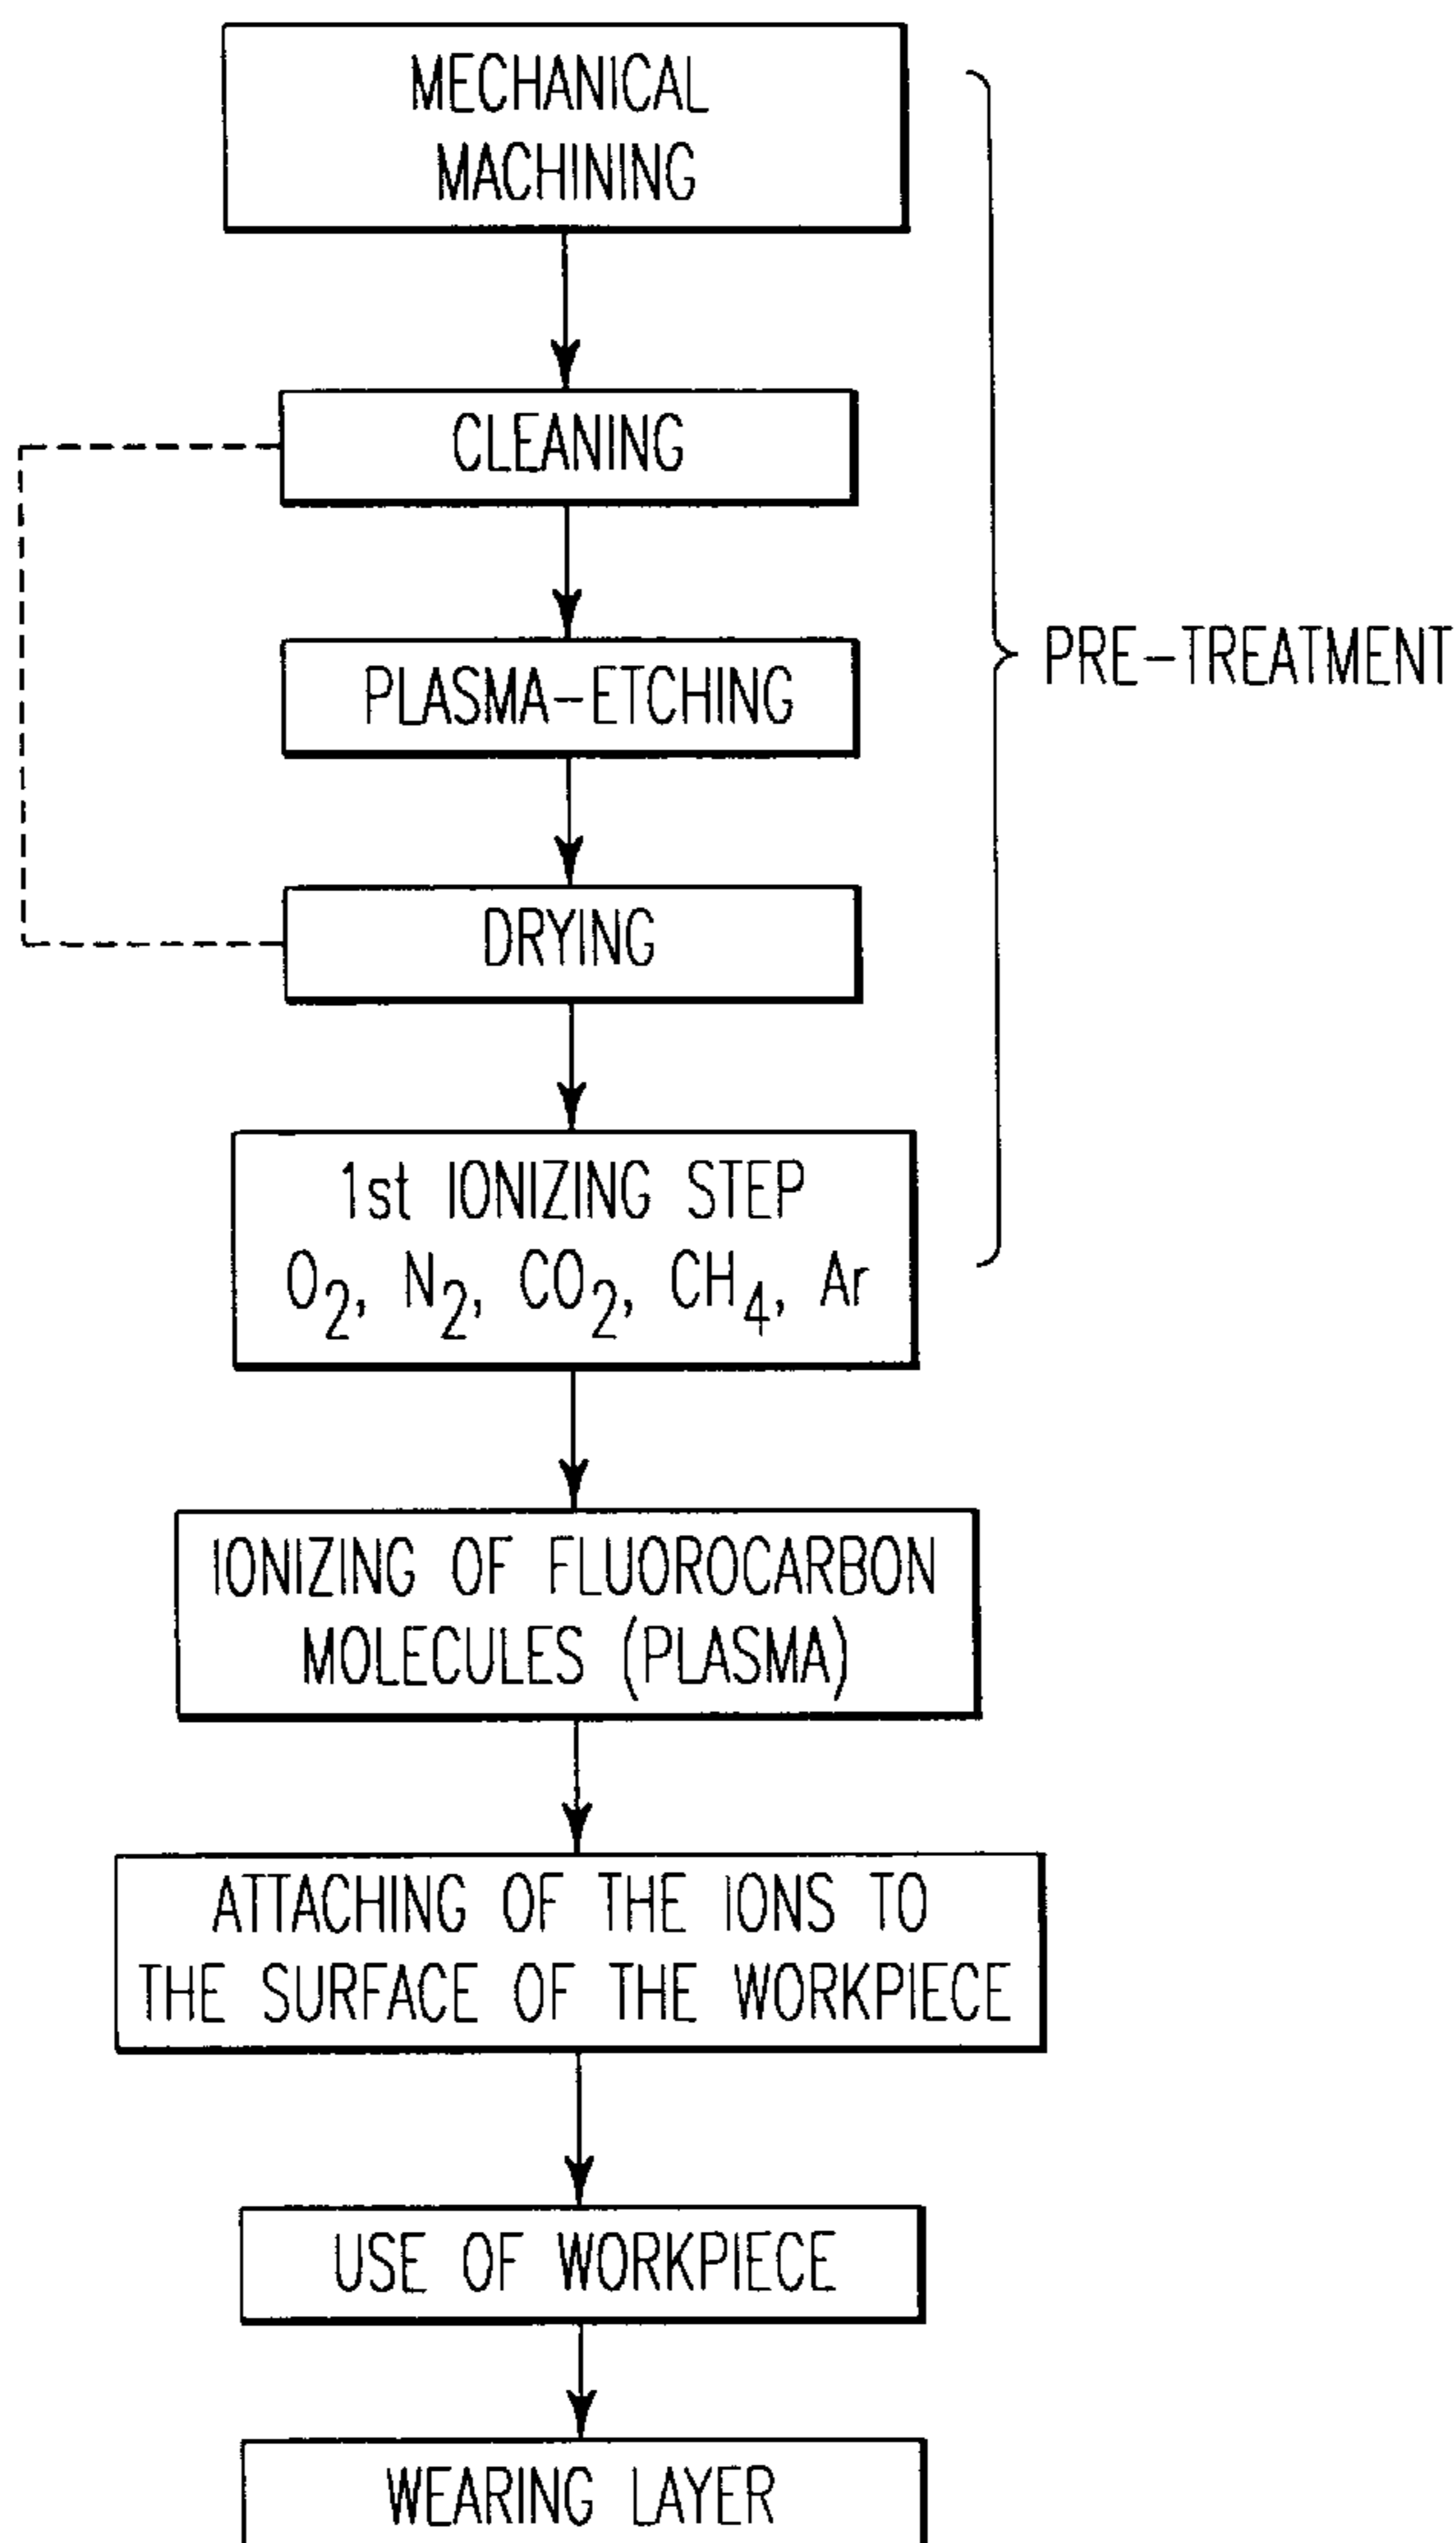 MECHANICAL
MACHINING
CLEANING
PLASMA-ETCHING
PRE-TREATMENT
DRYING
1st IONIZING STEP
O2, N2, CO2, CH4, Ar
IONIZING OF FLUOROCARBON
MOLECULES (PLASMA)
ATTACHING OF THE IONS TO
THE SURFACE OF THE WORKPIECE
USE OF WORKPIECE
WEARING LAYER